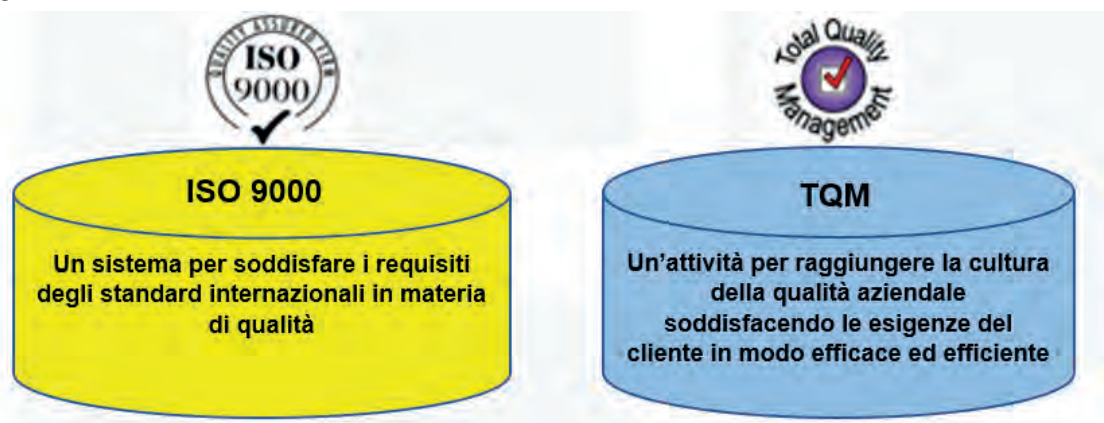 QUALITY ASSURED FIRM
ISO
9000
Total Quality
Management
ISO 9000
Un sistema per soddisfare i requisiti
degli standard internazionali in materia
di qualità
TQM
Un'attività per raggiungere la cultura
della qualità aziendale
soddisfacendo le esigenze del
cliente in modo efficace ed efficiente